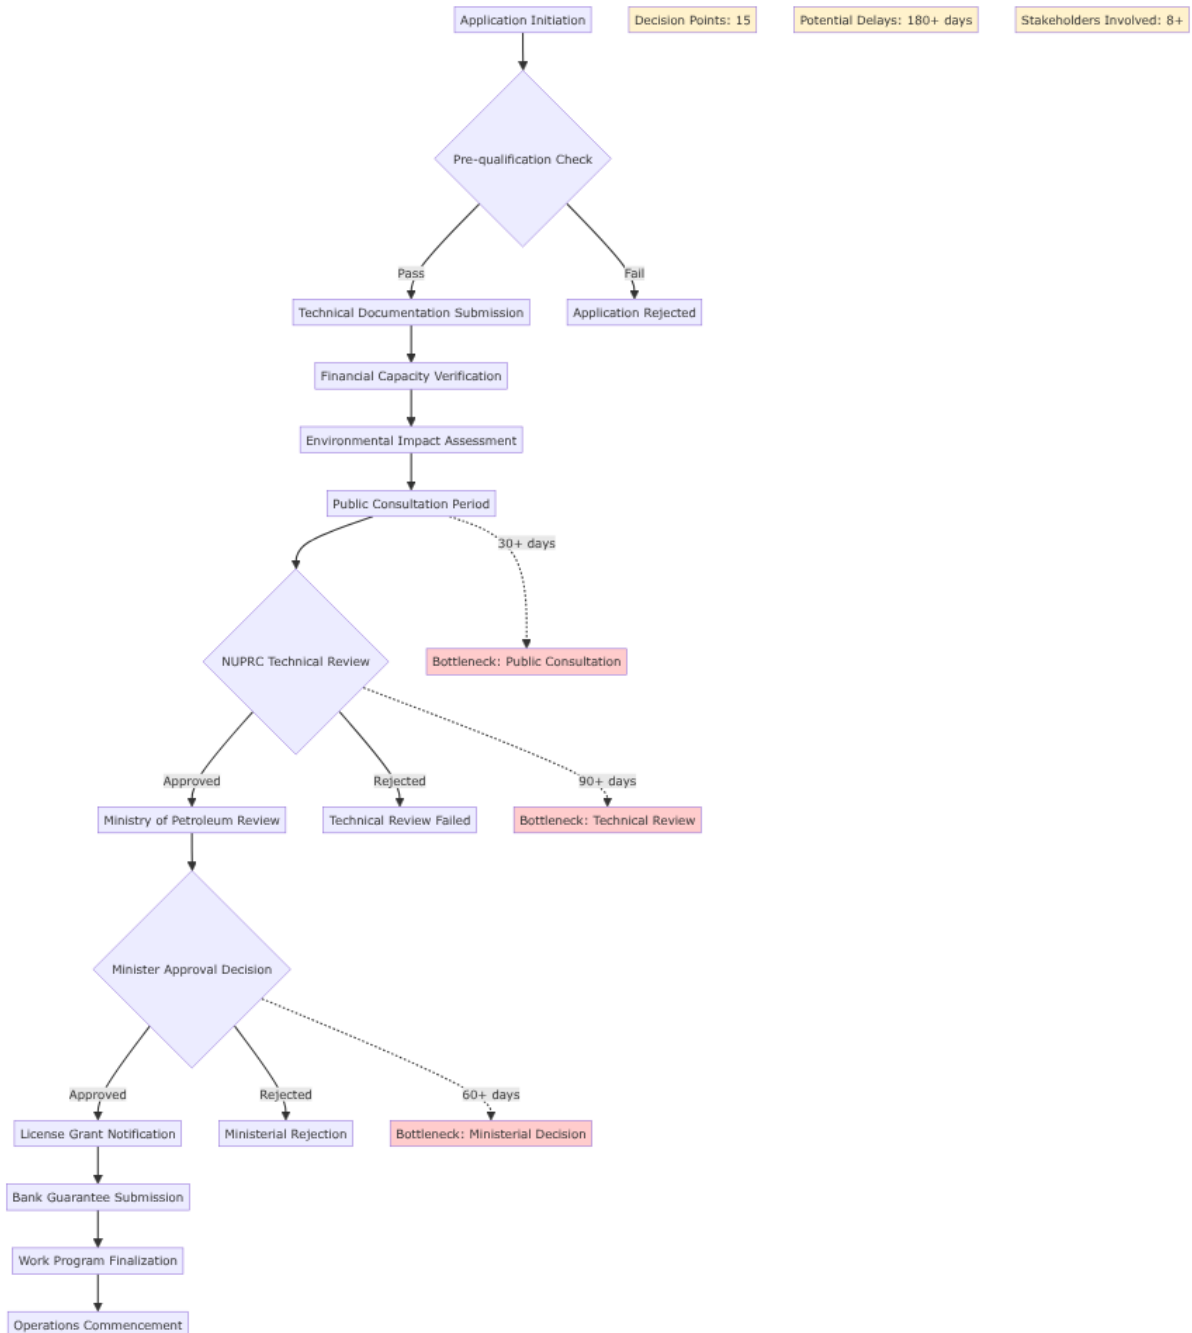 Application Initiation
Decision Points: 15
Potential Delays: 180+ days
Stakeholders Involved: 8+
Pre-qualification Check
Pass
Fail
Technical Documentation Submission
Application Rejected
Financial Capacity Verification
Environmental Impact Assessment
Public Consultation Period
30+ days
NUPRC Technical Review
Bottleneck: Public Consultation
Approved
Rejected
90+ days
Ministry of Petroleum Review
Technical Review Failed
Bottleneck: Technical Review
Minister Approval Decision
Approved
Rejected
60+ days
License Grant Notification
Ministerial Rejection
Bottleneck: Ministerial Decision
Bank Guarantee Submission
Work Program Finalization
Operations Commencement